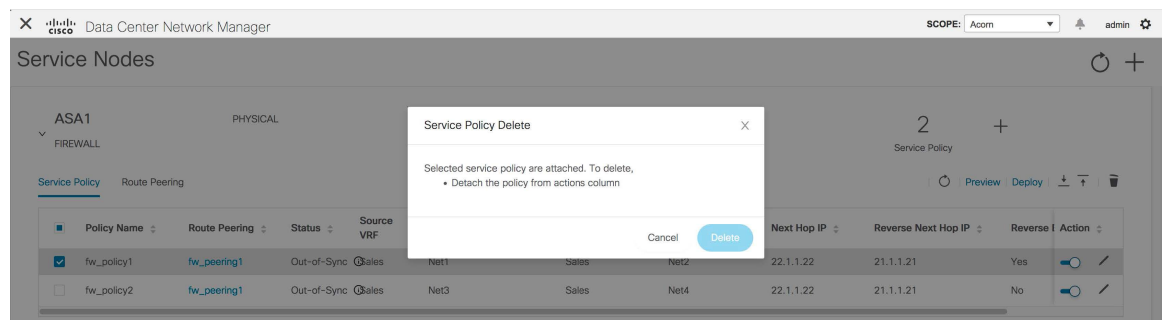 CISCO Data Center Network Manager SCOPE: Acorn admin
Service Nodes
ASA1 PHYSICAL
FIREWALL
2
Service Policy
Service Policy Delete
Selected service policy are attached. To delete,
• Detach the policy from actions column
Cancel Delete
Service Policy Route Peering Preview Deploy
Policy Name Route Peering Status Source VRF Next Hop IP Reverse Next Hop IP Reverse Action
fw_policy1 fw_peering1 Out-of-Sync Sales Net1 Sales Net2 22.1.1.22 21.1.1.21 Yes
fw_policy2 fw_peering1 Out-of-Sync Sales Net3 Sales Net4 22.1.1.22 21.1.1.21 No